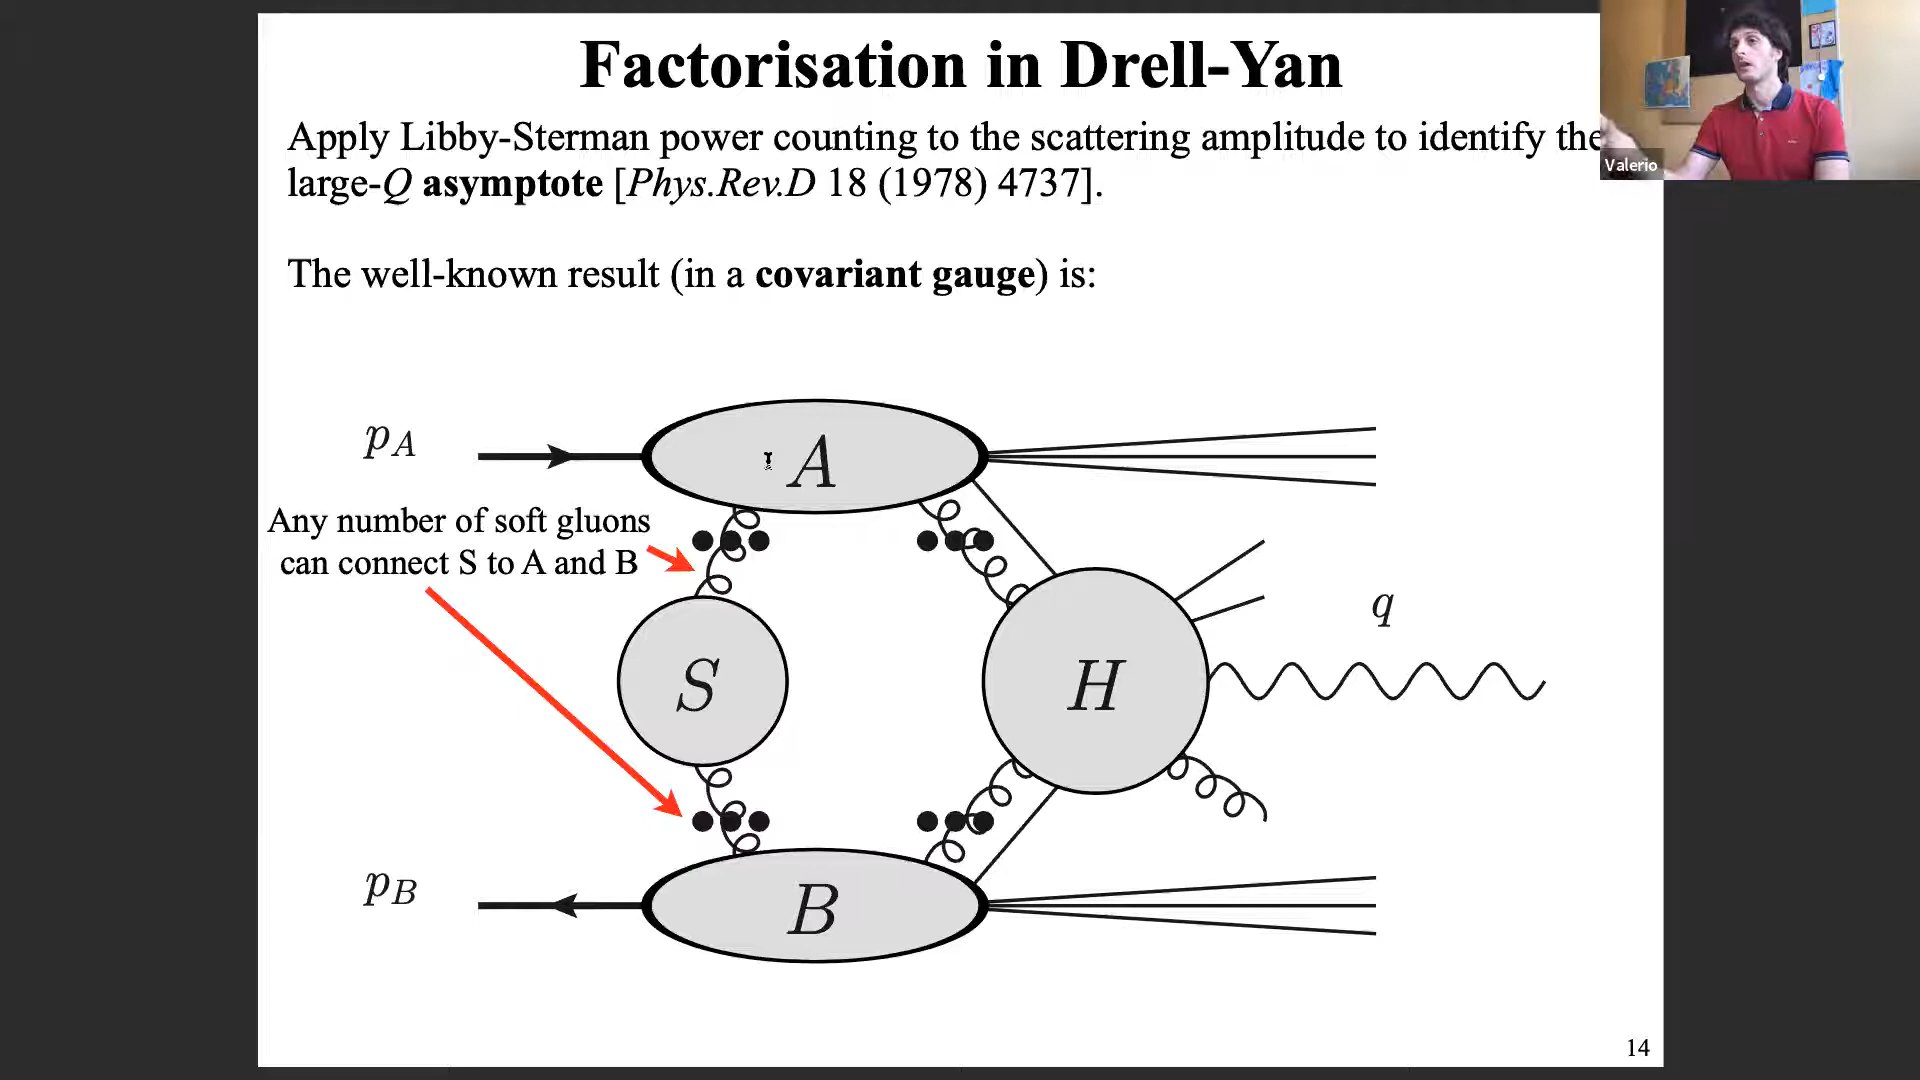 Factorisation in Drell-Yan
Apply Libby-Sterman power counting to the scattering amplitude to identify the
large-Q asymptote [Phys.Rev.D 18 (1978) 4737].
Valerio
The well-known result (in a covariant gauge) is:
pA
A
Any number of soft gluons
can connect S to A and B
q
S
H
pB
B
14